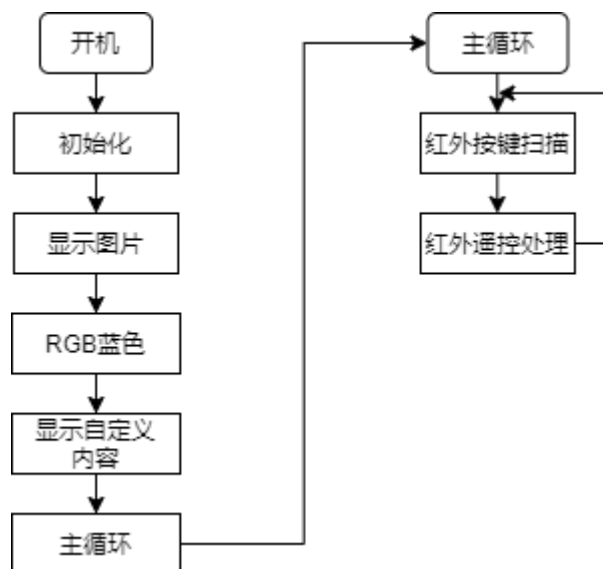 开机
初始化
显示图片
RGB蓝色
显示自定义
内容
主循环
主循环
红外按键扫描
红外遥控处理